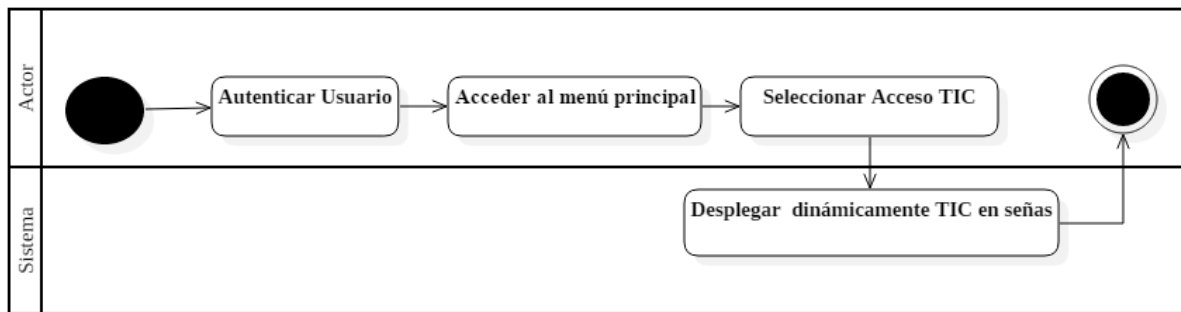 Actor
Autenticar Usuario
Acceder al menú principal
Seleccionar Acceso TIC
Sistema
Desplegar dinámicamente TIC en señas